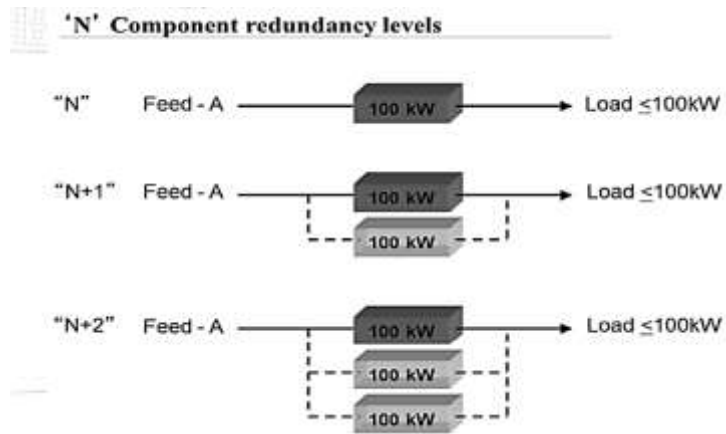 ‘N’ Component redundancy levels
“N” Feed - A 100 kW Load ≤100kW
“N+1” Feed - A 100 kW Load ≤100kW
100 kW
“N+2” Feed - A 100 kW Load ≤100kW
100 kW
100 kW